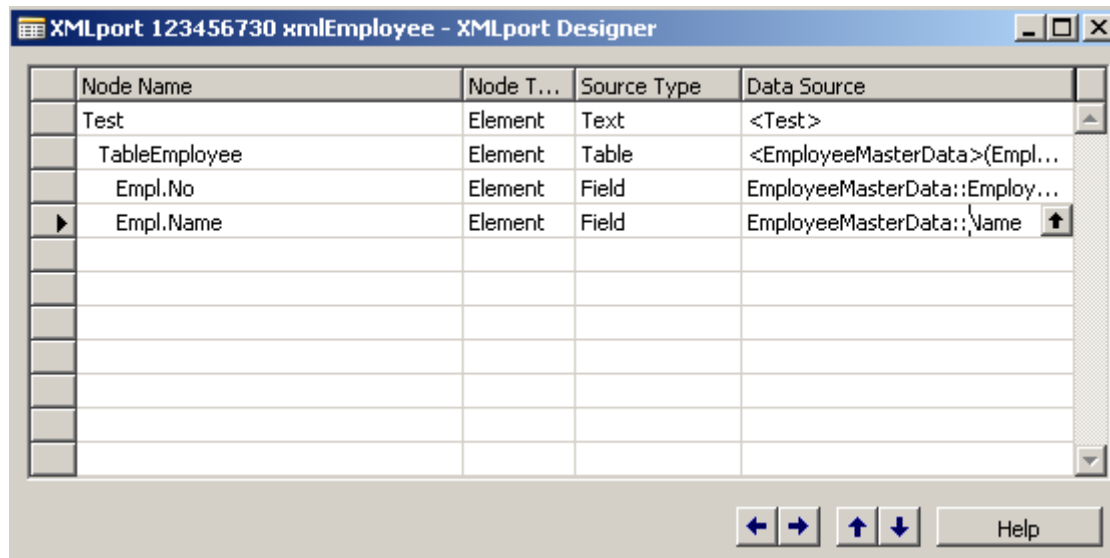 XMLport 123456730 xmlEmployee - XMLport Designer
Node Name Node T... Source Type Data Source
Test Element Text <Test>
TableEmployee Element Table <EmployeeMasterData>(Empl...
Empl.No Element Field EmployeeMasterData::Employ...
Empl.Name Element Field EmployeeMasterData::Name
Help